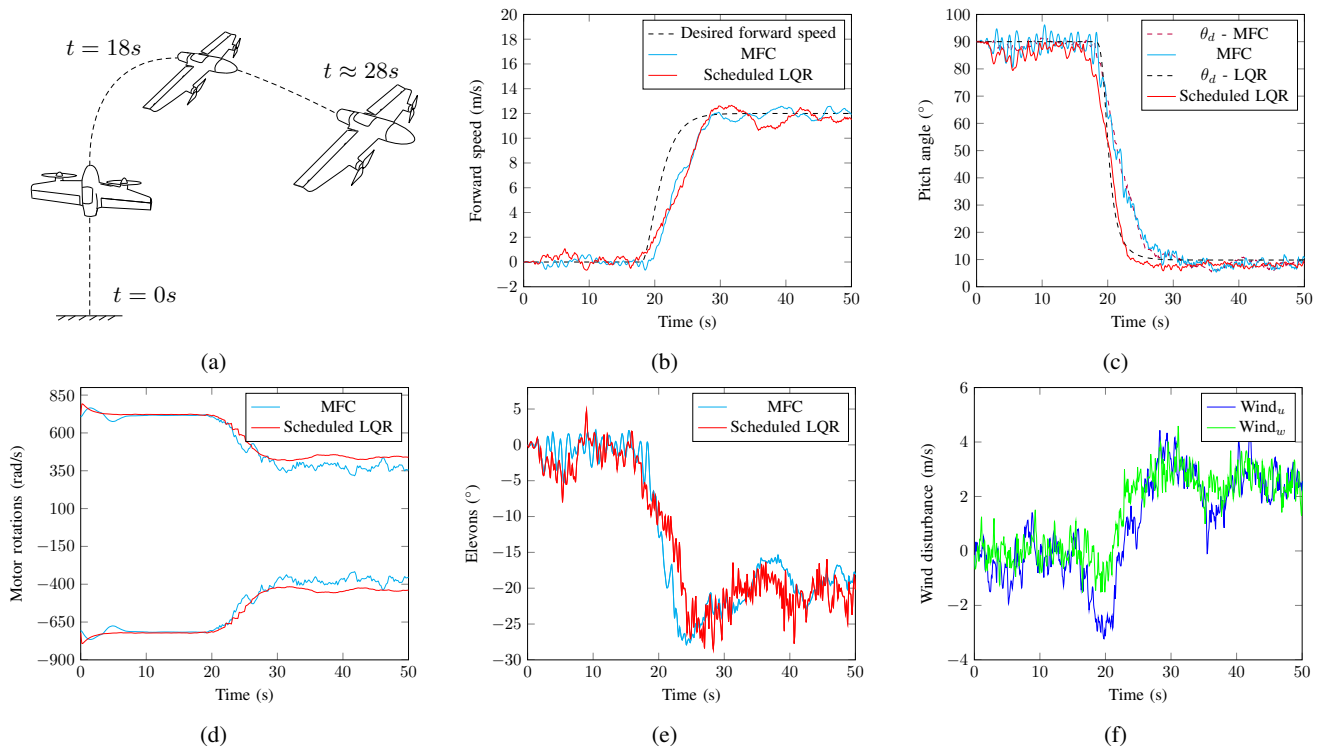 t = 18s
t ≈ 28s
t = 0s
(a)
20
18
16
14
12
10
8
6
4
2
0
−2
Forward speed (m/s)
0 10 20 30 40 50
Time (s)
Desired forward speed
MFC
Scheduled LQR
(b)
100
90
80
70
60
50
40
30
20
10
0
Pitch angle (°)
0 10 20 30 40 50
Time (s)
θd - MFC
MFC
θd - LQR
Scheduled LQR
(c)
850
600
350
100
−150
−400
−650
−900
Motor rotations (rad/s)
0 10 20 30 40 50
Time (s)
MFC
Scheduled LQR
(d)
5
0
−5
−10
−15
−20
−25
−30
Elevons (°)
0 10 20 30 40 50
Time (s)
MFC
Scheduled LQR
(e)
6
4
2
0
−2
−4
Wind disturbance (m/s)
0 10 20 30 40 50
Time (s)
Windu
Windw
(f)